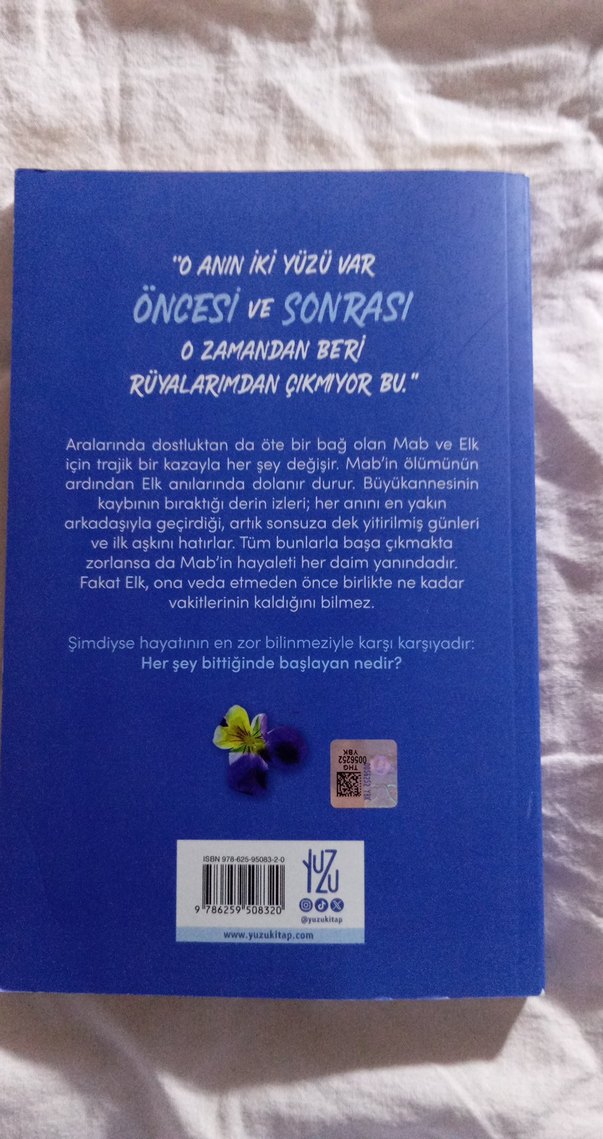 "O ANIN İKİ YÜZÜ VAR
ÖNCESİ VE SONRASI
O ZAMANDAN BERİ
RÜYALARIMDAN ÇIKMIYOR BU."
Aralarında dostluktan da öte bir bağ olan Mab ve Elk
için trajik bir kazayla her şey değişir. Mab'in ölümünün
ardından Elk anılarında dolanır durur. Büyükannesinin
kaybının bıraktığı derin izleri; her anını en yakın
arkadaşıyla geçirdiği, artık sonsuza dek yitirilmiş günleri
ve ilk aşkını hatırlar. Tüm bunlarla başa çıkmakta
zorlansa da Mab'in hayaleti her daim yanındadır.
Fakat Elk, ona veda etmeden önce birlikte ne kadar
vakitlerinin kaldığını bilmez.
Şimdiyse hayatının en zor bilinmeziyle karşı karşıyadır:
Her şey bittiğinde başlayan nedir?
THG
0056252
YBK
0056252 YBK
ISBN 978-625-95083-2-0
9 786259 508320
YUZU
@yuzukitap
www.yuzukitap.com